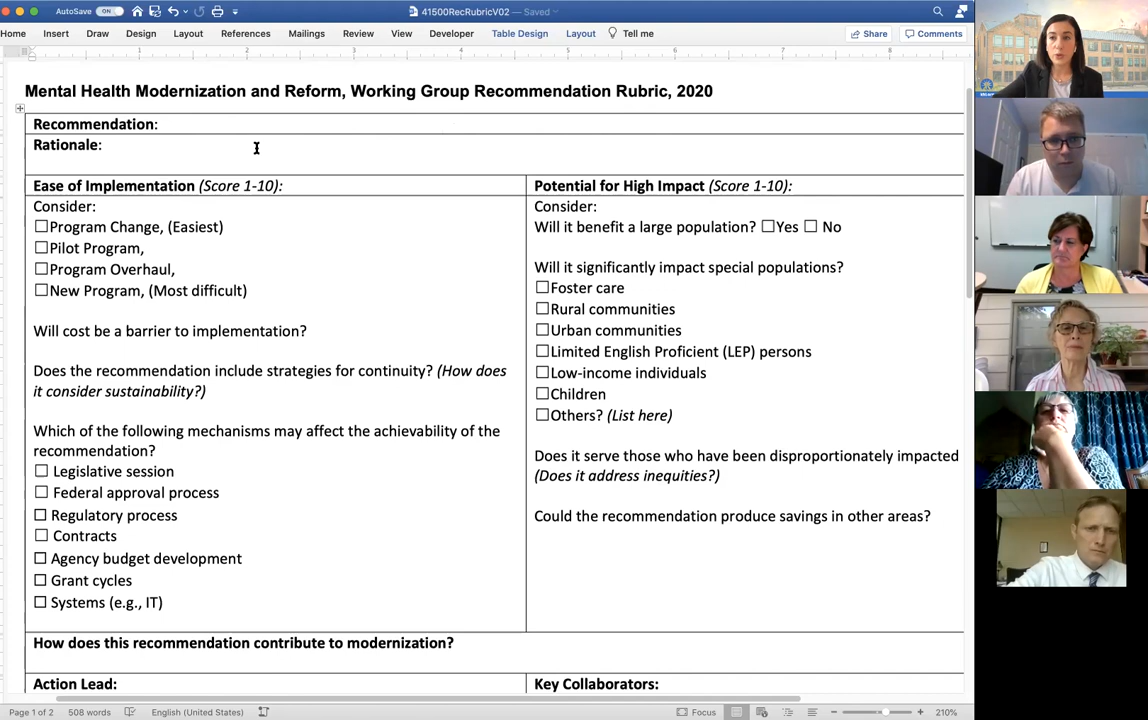 AutoSave ON
41500RecRubricV02 — Saved
Home Insert Draw Design Layout References Mailings Review View Developer Table Design Layout Tell me Share Comments
1 2 3 4 5 6 7 8
Mental Health Modernization and Reform, Working Group Recommendation Rubric, 2020
Recommendation:
Rationale:
Ease of Implementation (Score 1-10):
Consider:
☐Program Change, (Easiest)
☐Pilot Program,
☐Program Overhaul,
☐New Program, (Most difficult)
Will cost be a barrier to implementation?
Does the recommendation include strategies for continuity? (How does
it consider sustainability?)
Which of the following mechanisms may affect the achievability of the
recommendation?
☐ Legislative session
☐ Federal approval process
☐ Regulatory process
☐ Contracts
☐ Agency budget development
☐ Grant cycles
☐ Systems (e.g., IT)
Potential for High Impact (Score 1-10):
Consider:
Will it benefit a large population? ☐Yes ☐ No
Will it significantly impact special populations?
☐Foster care
☐Rural communities
☐Urban communities
☐Limited English Proficient (LEP) persons
☐Low-income individuals
☐Children
☐Others? (List here)
Does it serve those who have been disproportionately impacted
(Does it address inequities?)
Could the recommendation produce savings in other areas?
How does this recommendation contribute to modernization?
Action Lead:
Key Collaborators:
Page 1 of 2 508 words English (United States) Focus 210%